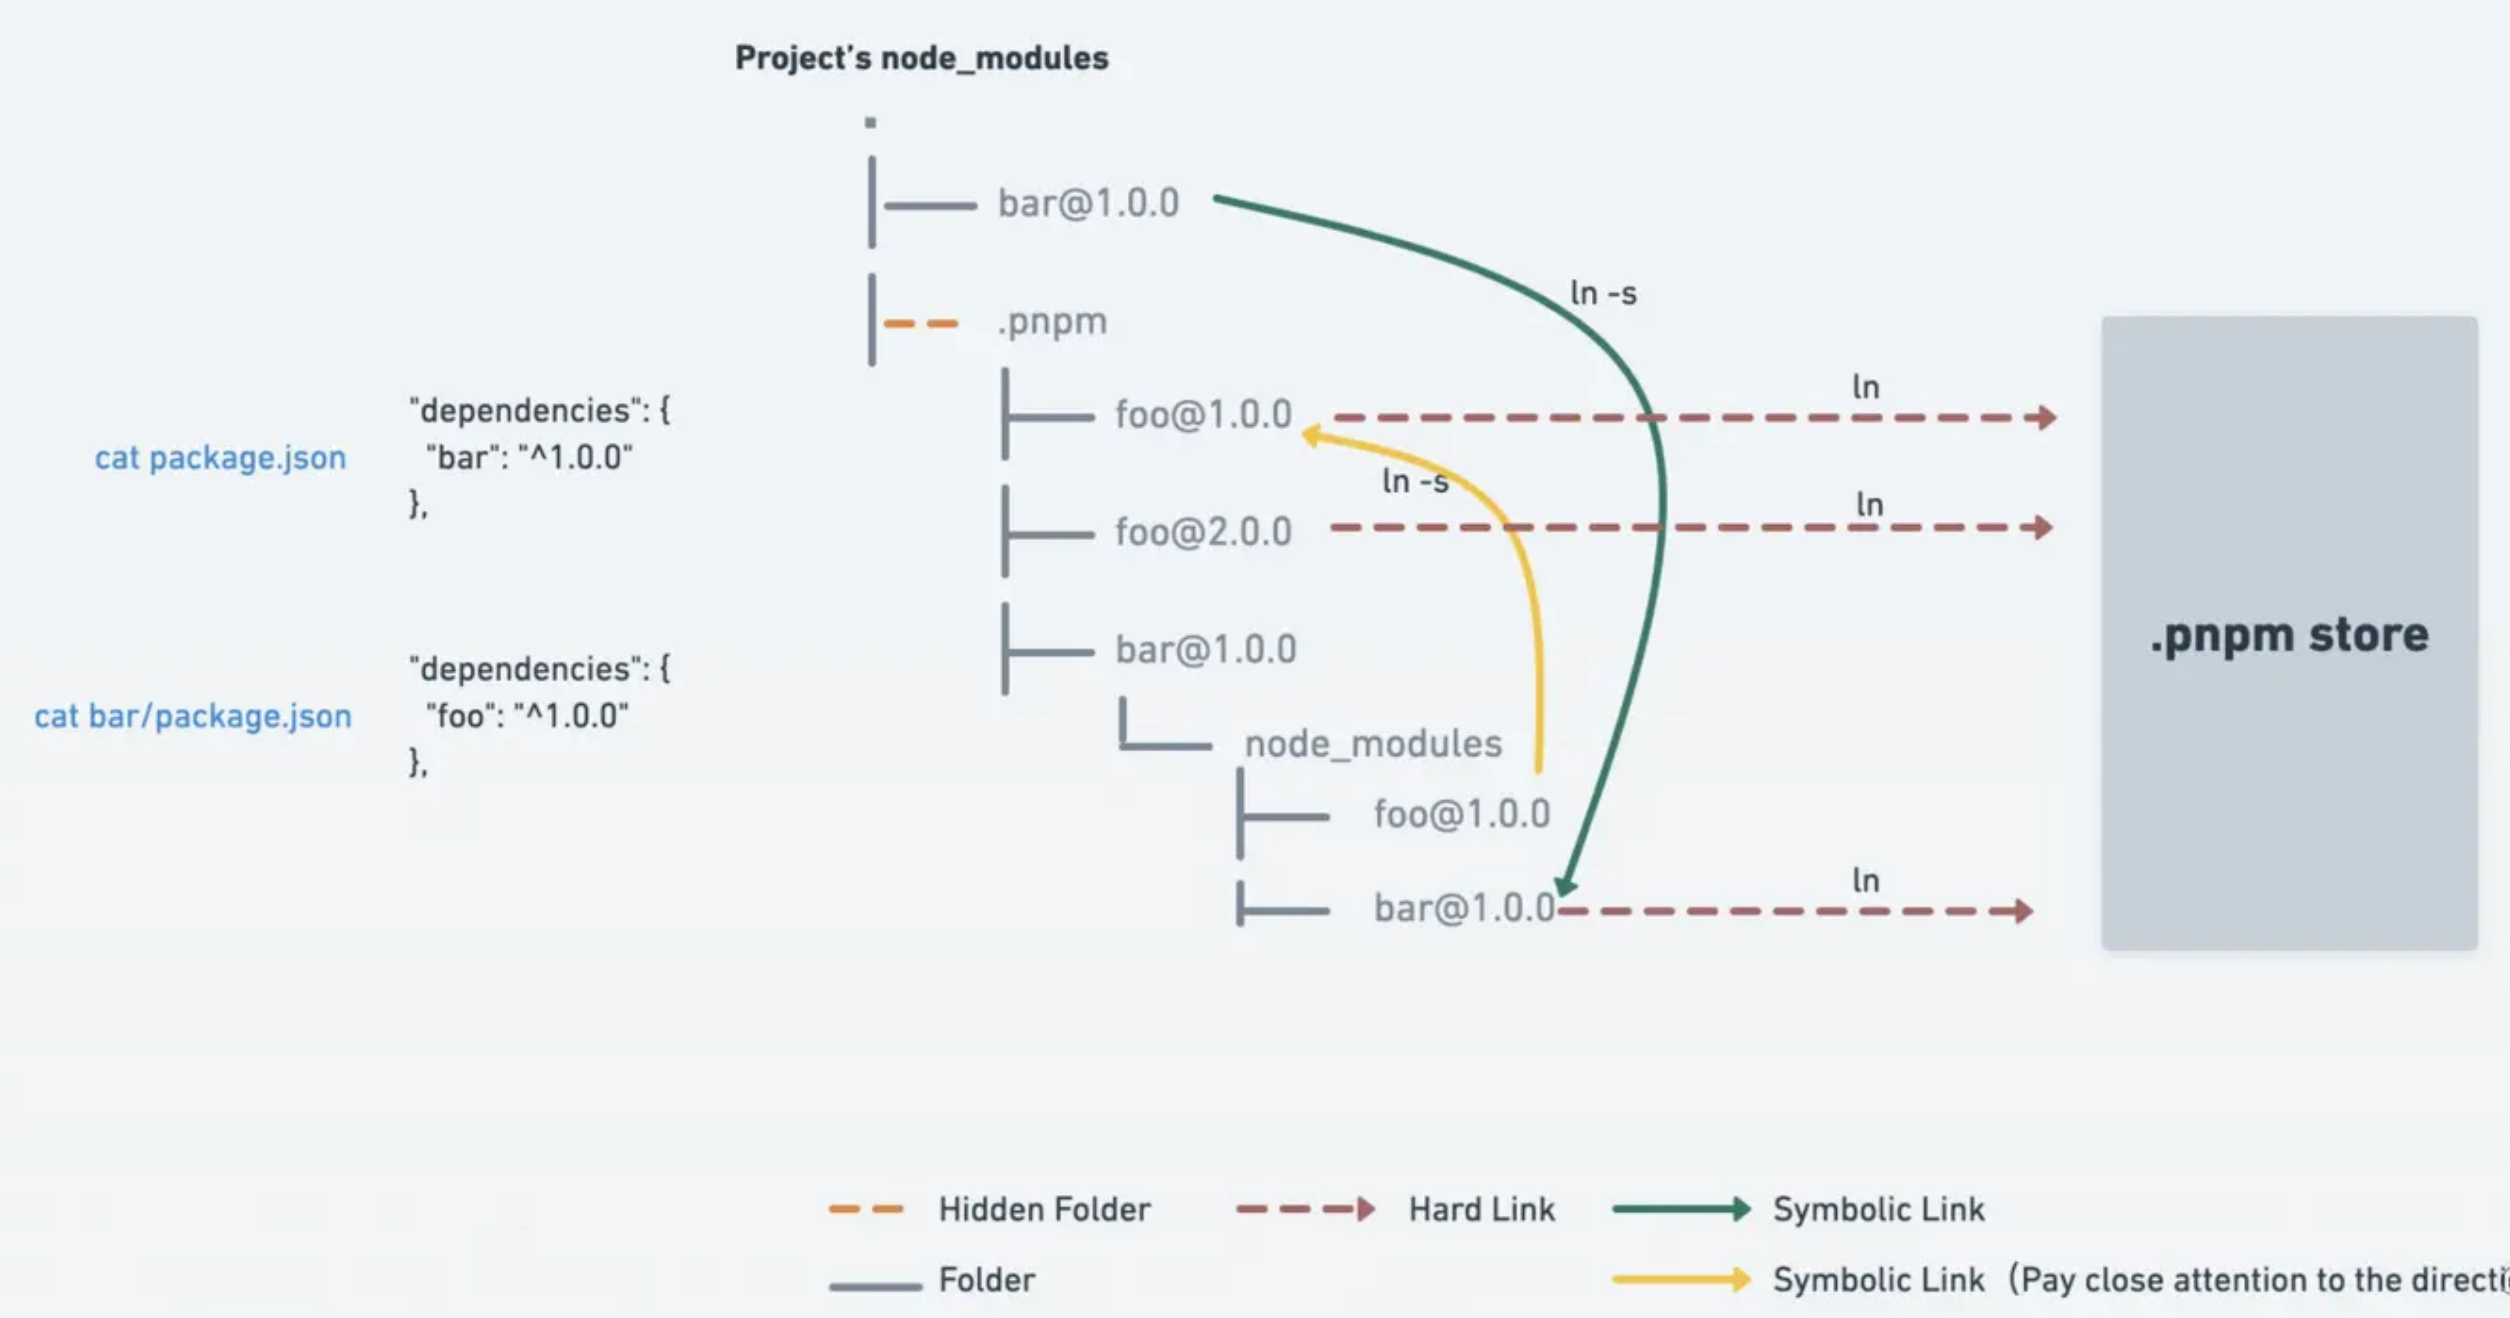 Project's node_modules
bar@1.0.0
ln -s
.pnpm
ln
foo@1.0.0
"dependencies": {
cat package.json
"bar": "^1.0.0"
},
ln -s
ln
foo@2.0.0
.pnpm store
bar@1.0.0
"dependencies": {
cat bar/package.json
"foo": "^1.0.0"
},
node_modules
foo@1.0.0
ln
bar@1.0.0
Hidden Folder
Hard Link
Symbolic Link
Folder
Symbolic Link (Pay close attention to the